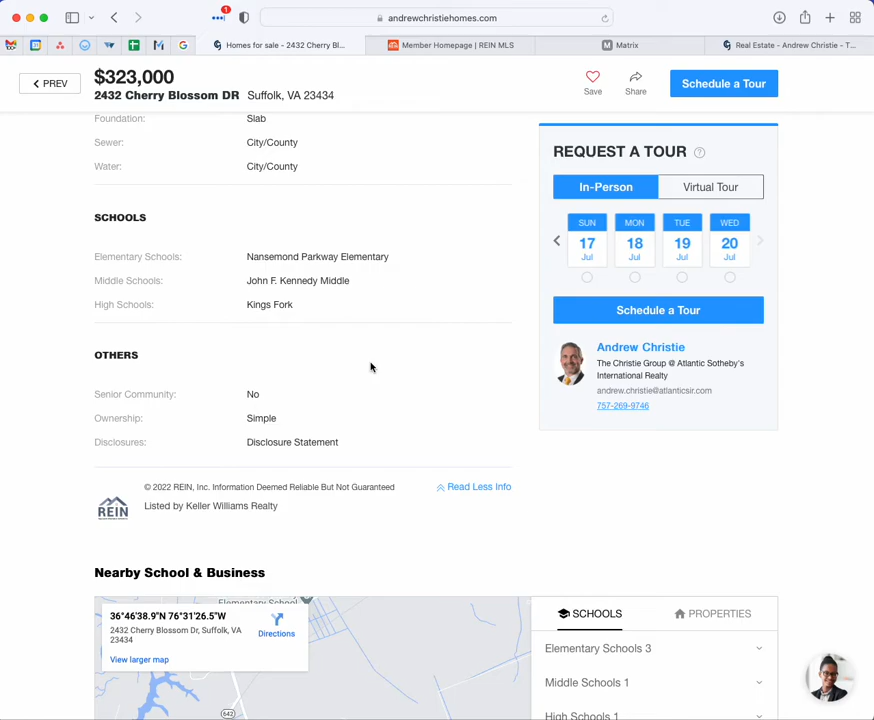 1
andrewchristiehomes.com
Homes for sale - 2432 Cherry Bl...
Member Homepage | REIN MLS
M Matrix
Real Estate - Andrew Christie - T...
PREV
$323,000
2432 Cherry Blossom DR Suffolk, VA 23434
Save
Share
Schedule a Tour
Foundation: Slab
Sewer: City/County
Water: City/County
SCHOOLS
Elementary Schools: Nansemond Parkway Elementary
Middle Schools: John F. Kennedy Middle
High Schools: Kings Fork
OTHERS
Senior Community: No
Ownership: Simple
Disclosures: Disclosure Statement
© 2022 REIN, Inc. Information Deemed Reliable But Not Guaranteed
Read Less Info
REIN
Listed by Keller Williams Realty
REQUEST A TOUR ?
In-Person Virtual Tour
SUN MON TUE WED
17 18 19 20
Jul Jul Jul Jul
Schedule a Tour
Andrew Christie
The Christie Group @ Atlantic Sotheby's
International Realty
andrew.christie@atlanticsir.com
757-269-9746
Nearby School & Business
Elementary School
36°46'38.9"N 76°31'26.5"W
2432 Cherry Blossom Dr, Suffolk, VA
23434
Directions
View larger map
642
SCHOOLS PROPERTIES
Elementary Schools 3
Middle Schools 1
High Schools 1